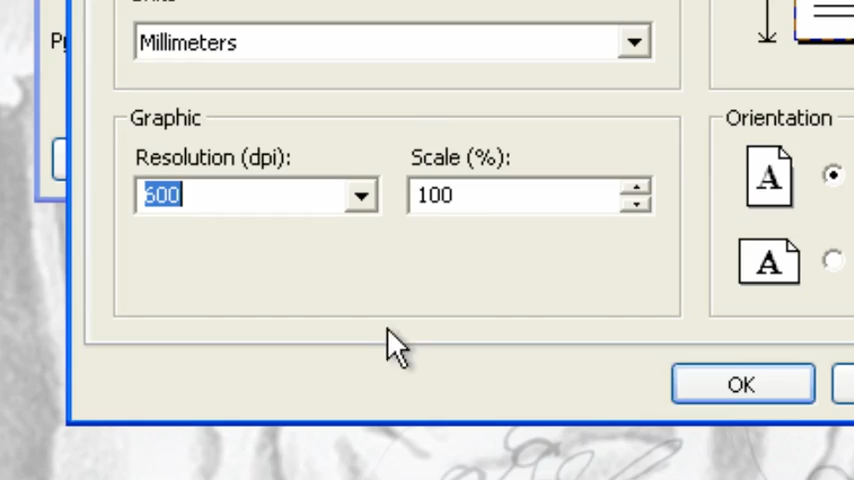 Millimeters
Graphic
Resolution (dpi):
Scale (%):
600
100
Orientation
A
A
OK